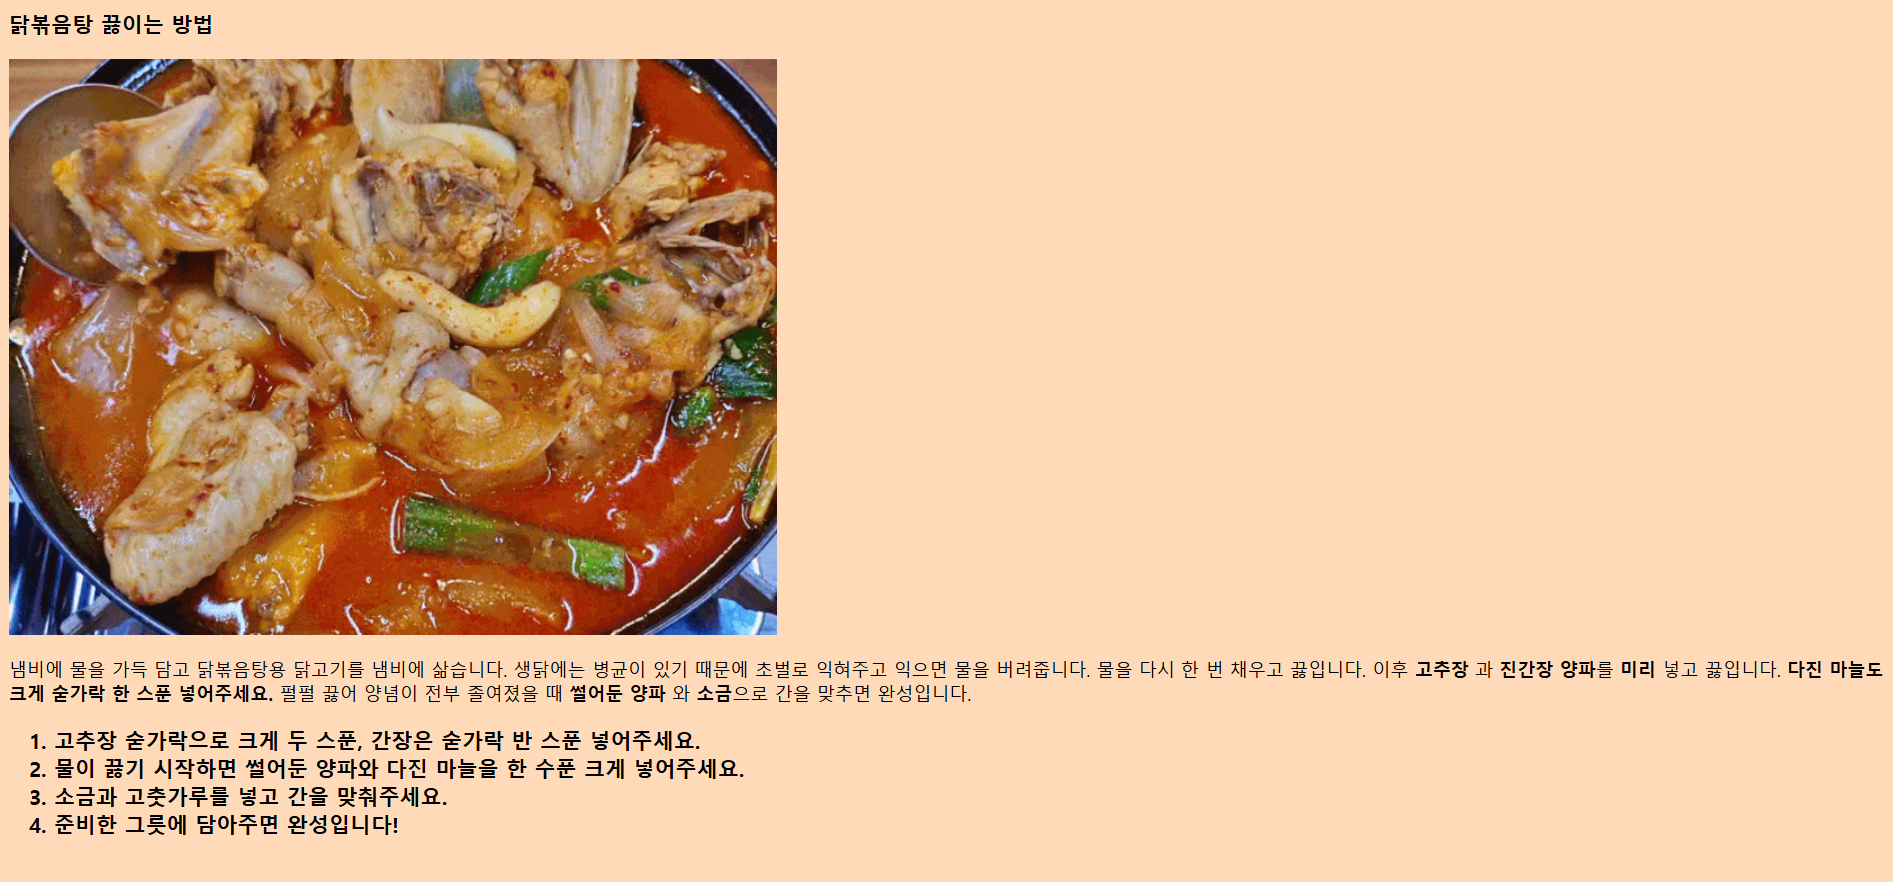 닭볶음탕 끓이는 방법
냄비에 물을 가득 담고 닭볶음탕용 닭고기를 냄비에 삶습니다. 생닭에는 병균이 있기 때문에 초벌로 익혀주고 익으면 물을 버려줍니다. 물을 다시 한 번 채우고 끓입니다. 이후 고추장 과 진간장 양파를 미리 넣고 끓입니다. 다진 마늘도
크게 숟가락 한 스푼 넣어주세요. 펄펄 끓어 양념이 전부 졸여졌을 때 썰어둔 양파 와 소금으로 간을 맞추면 완성입니다.
1. 고추장 숟가락으로 크게 두 스푼, 간장은 숟가락 반 스푼 넣어주세요.
2. 물이 끓기 시작하면 썰어둔 양파와 다진 마늘을 한 수푼 크게 넣어주세요.
3. 소금과 고춧가루를 넣고 간을 맞춰주세요.
4. 준비한 그릇에 담아주면 완성입니다!